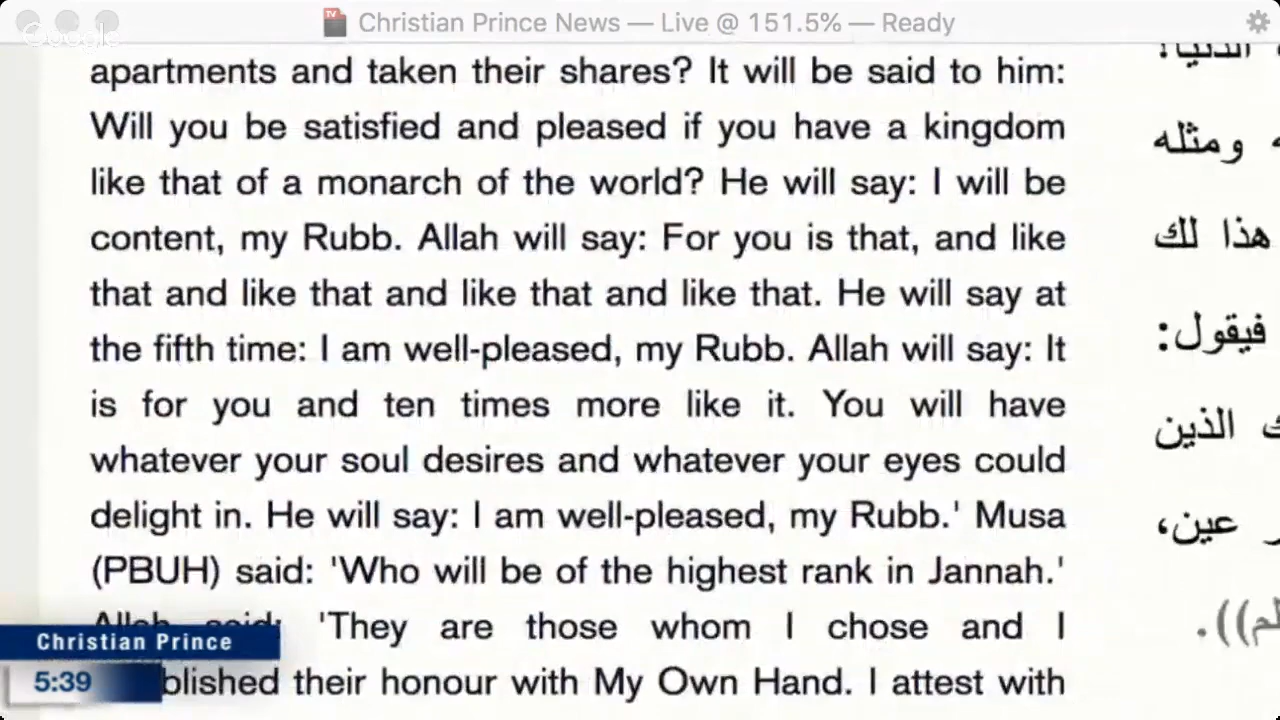 Christian Prince News — Live @ 151.5% — Ready
Google
apartments and taken their shares? It will be said to him:
Will you be satisfied and pleased if you have a kingdom
like that of a monarch of the world? He will say: I will be
content, my Rubb. Allah will say: For you is that, and like
that and like that and like that and like that. He will say at
the fifth time: I am well-pleased, my Rubb. Allah will say: It
is for you and ten times more like it. You will have
whatever your soul desires and whatever your eyes could
delight in. He will say: I am well-pleased, my Rubb.' Musa
(PBUH) said: 'Who will be of the highest rank in Jannah.'
Allah said: 'They are those whom I chose and I
blished their honour with My Own Hand. I attest with
ومثله
هذا لك
فيقول:
الذين
عين،
Christian Prince
5:39